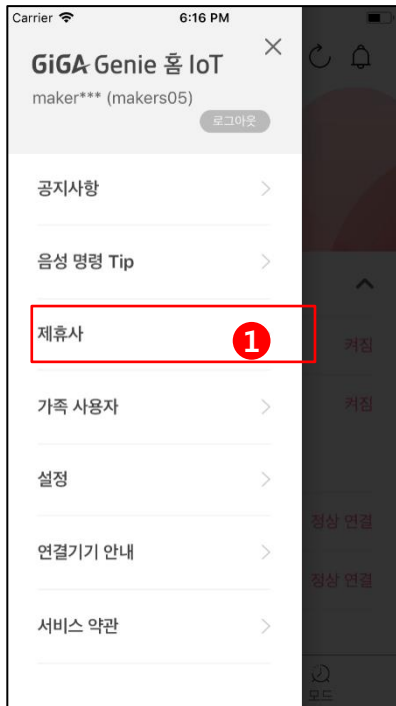 Carrier 6:16 PM
GiGA Genie 홈 IoT
maker*** (makers05)
로그아웃
공지사항
음성 명령 Tip
제휴사
1
켜짐
가족 사용자
켜짐
설정
정상 연결
연결기기 안내
정상 연결
서비스 약관
모드